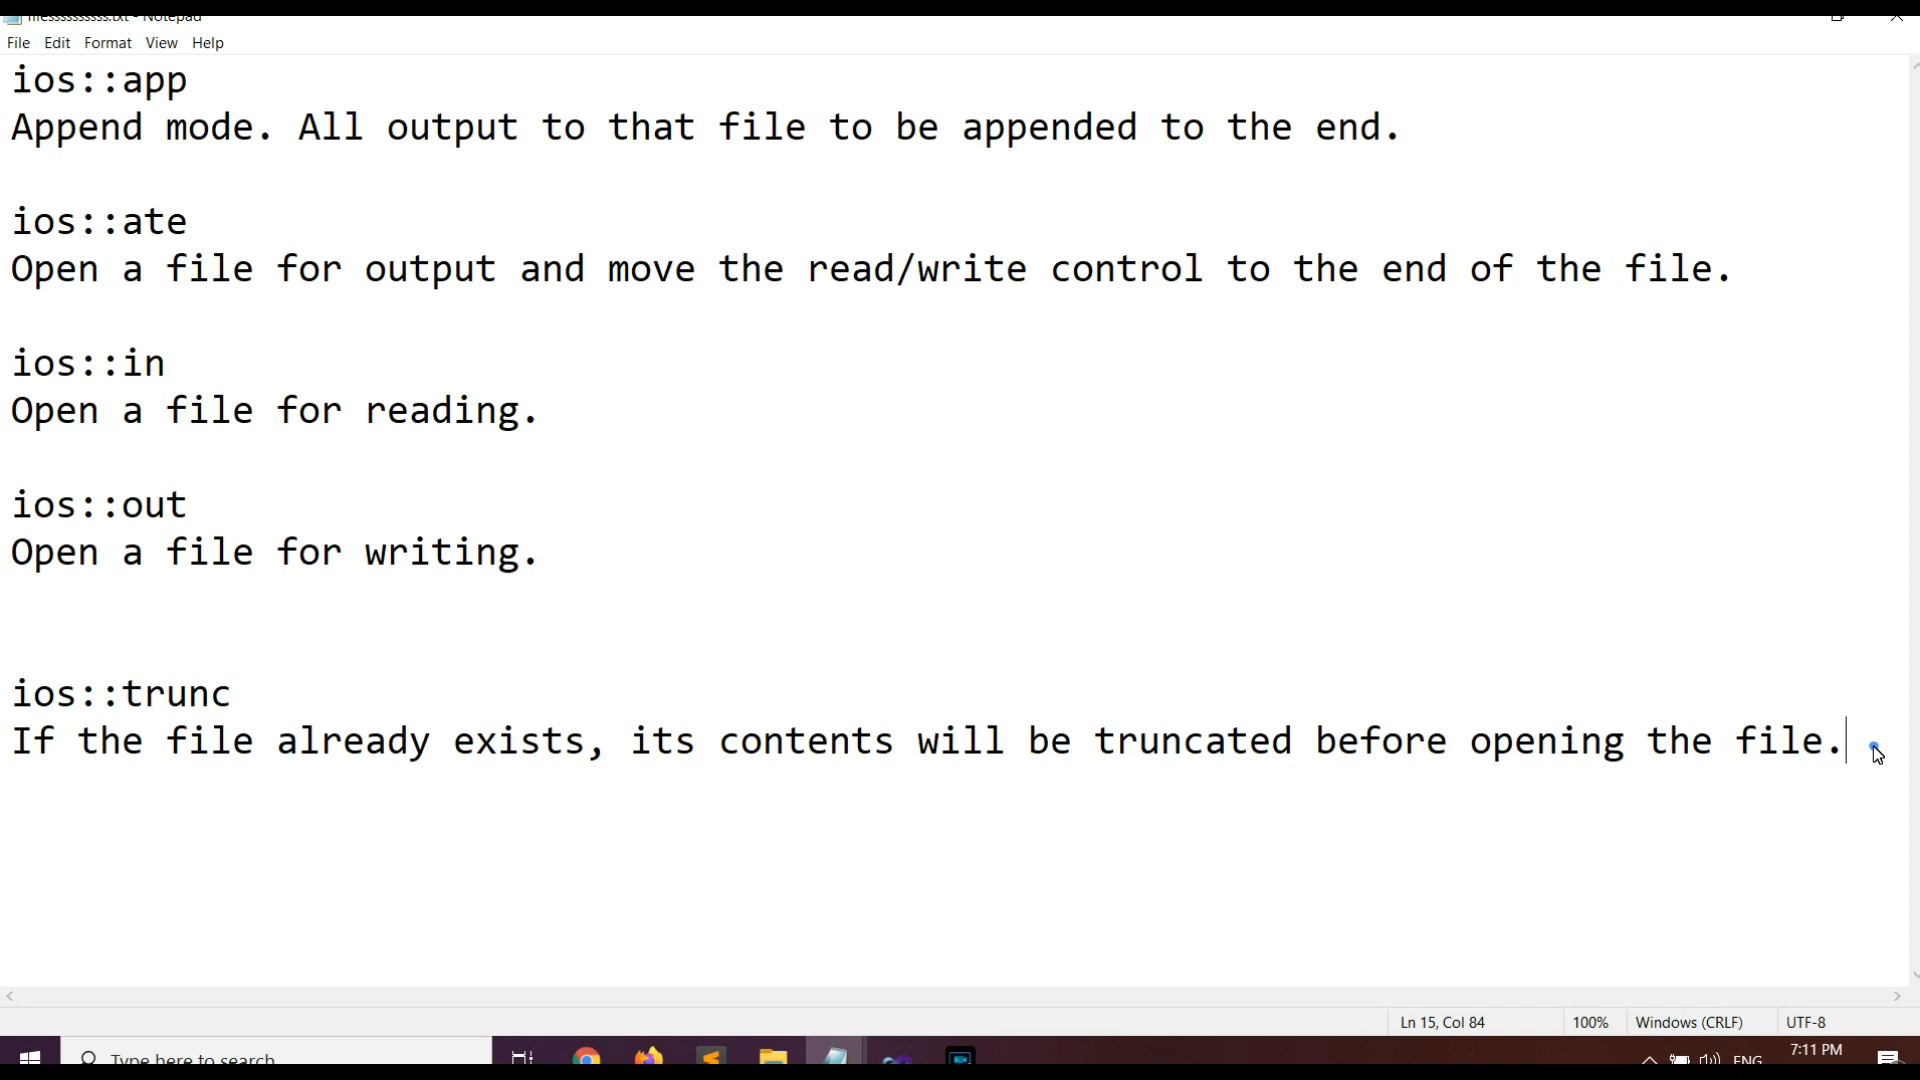 Notepad
File Edit Format View Help
ios::app
Append mode. All output to that file to be appended to the end.
ios::ate
Open a file for output and move the read/write control to the end of the file.
ios::in
Open a file for reading.
ios::out
Open a file for writing.
ios::trunc
If the file already exists, its contents will be truncated before opening the file.
Ln 15, Col 84 100% Windows (CRLF) UTF-8
Type here to search ENG 7:11 PM